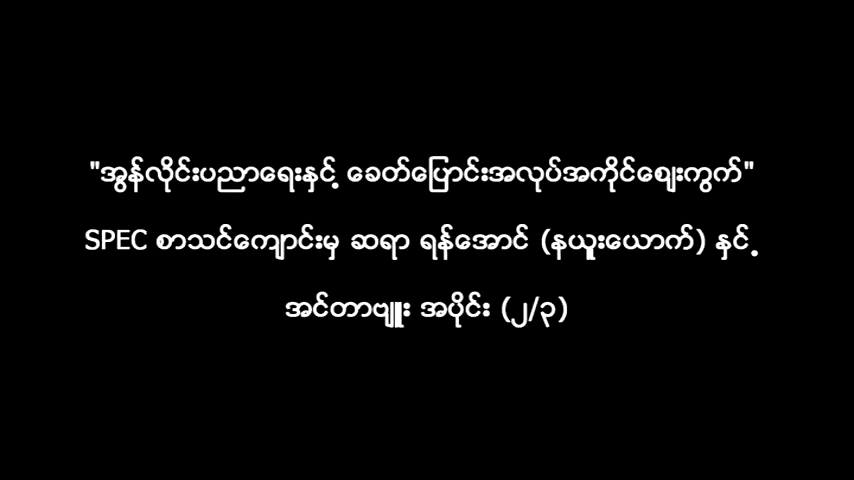 "အွန်လိုင်းပညာရေးနှင့် ခေတ်ပြောင်းအလုပ်အကိုင်ဈေးကွက်"
SPEC စာသင်ကျောင်းမှ ဆရာ ရန်အောင် (နယူးယောက်) နှင့်
အင်တာဗျူး အပိုင်း (၂/၃)